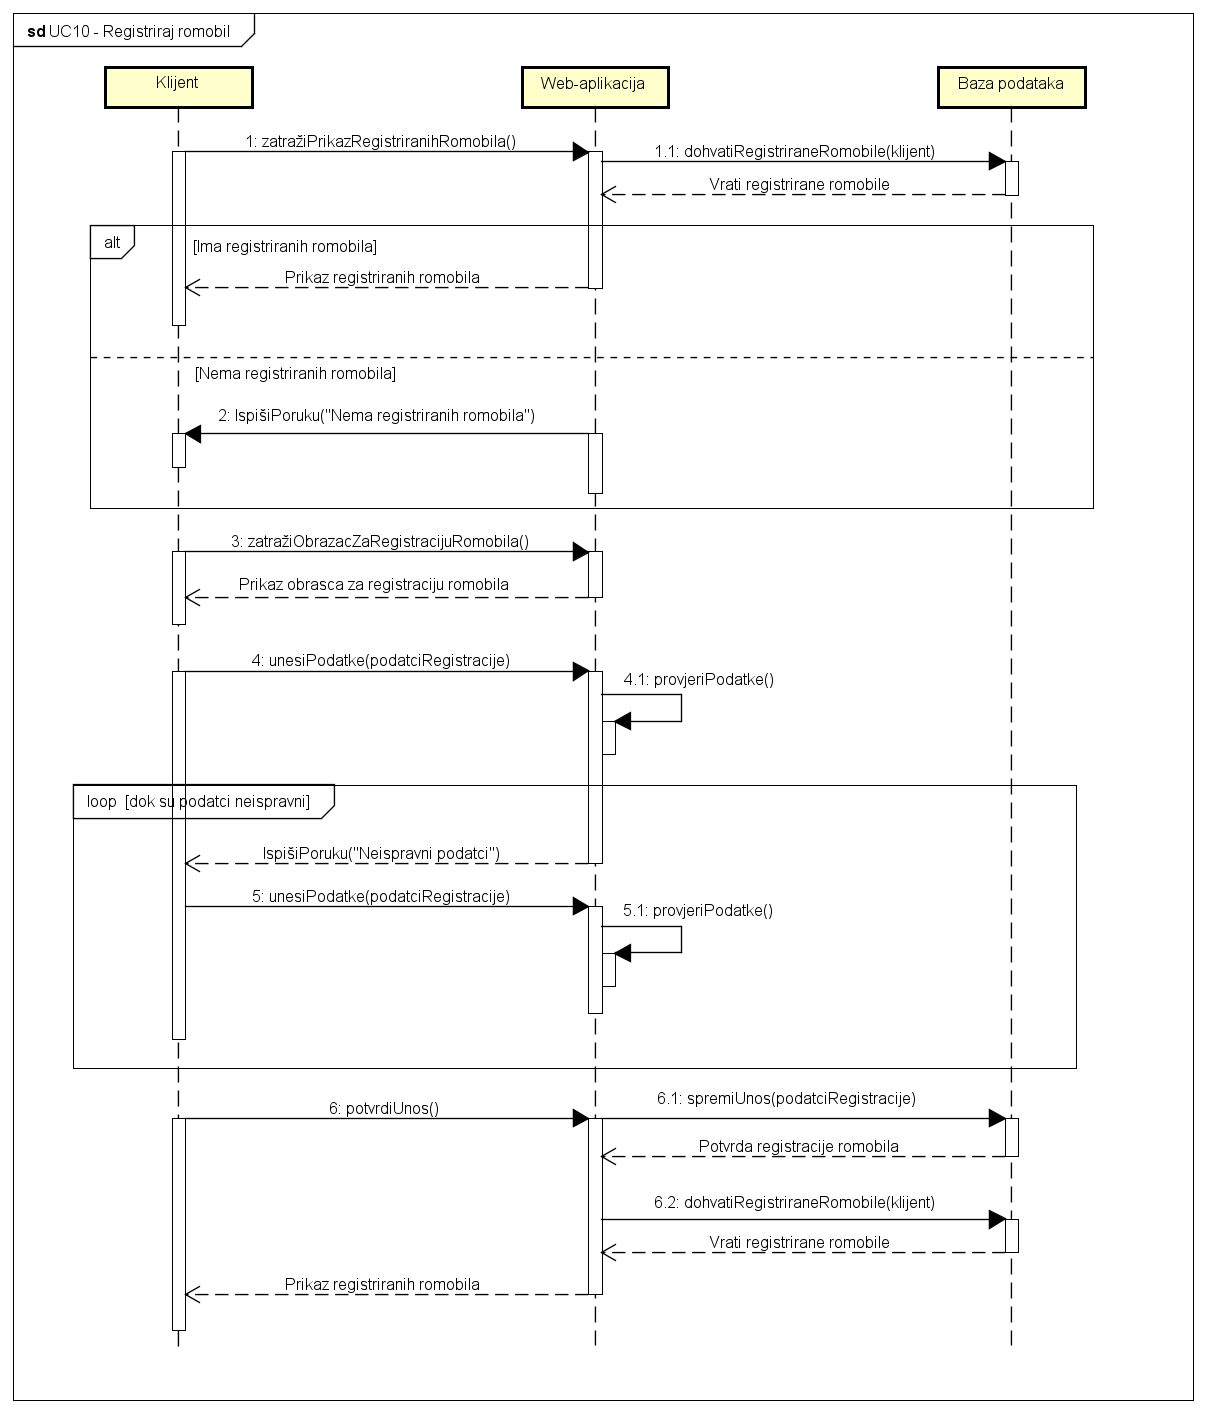 sd UC10 - Registriraj romobil
Klijent
Web-aplikacija
Baza podataka
1: zatražiPrikazRegistriranihRomobila()
1.1: dohvatiRegistriraneRomobile(klijent)
Vrati registrirane romobile
alt
[Ima registriranih romobila]
Prikaz registriranih romobila
[Nema registriranih romobila]
2: IspišiPoruku("Nema registriranih romobila")
3: zatražiObrazacZaRegistracijuRomobila()
Prikaz obrasca za registraciju romobila
4: unesiPodatke(podatciRegistracije)
4.1: provjeriPodatke()
loop [dok su podatci neispravni]
IspišiPoruku("Neispravni podatci")
5: unesiPodatke(podatciRegistracije)
5.1: provjeriPodatke()
6: potvrdiUnos()
6.1: spremiUnos(podatciRegistracije)
Potvrda registracije romobila
6.2: dohvatiRegistriraneRomobile(klijent)
Vrati registrirane romobile
Prikaz registriranih romobila